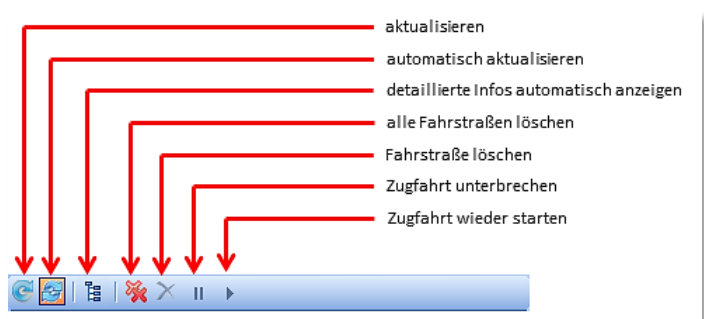 aktualisieren
automatisch aktualisieren
detaillierte Infos automatisch anzeigen
alle Fahrstraßen löschen
Fahrstraße löschen
Zugfahrt unterbrechen
Zugfahrt wieder starten